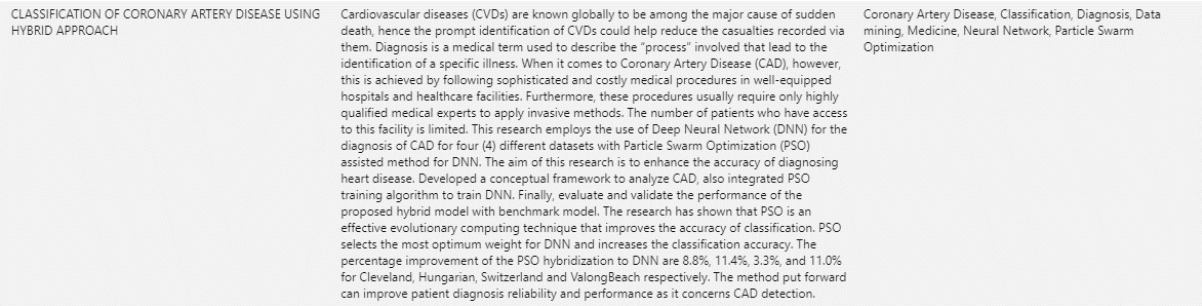 CLASSIFICATION OF CORONARY ARTERY DISEASE USING
HYBRID APPROACH
Cardiovascular diseases (CVDs) are known globally to be among the major cause of sudden
death, hence the prompt identification of CVDs could help reduce the casualties recorded via
them. Diagnosis is a medical term used to describe the “process” involved that lead to the
identification of a specific illness. When it comes to Coronary Artery Disease (CAD), however,
this is achieved by following sophisticated and costly medical procedures in well-equipped
hospitals and healthcare facilities. Furthermore, these procedures usually require only highly
qualified medical experts to apply invasive methods. The number of patients who have access
to this facility is limited. This research employs the use of Deep Neural Network (DNN) for the
diagnosis of CAD for four (4) different datasets with Particle Swarm Optimization (PSO)
assisted method for DNN. The aim of this research is to enhance the accuracy of diagnosing
heart disease. Developed a conceptual framework to analyze CAD, also integrated PSO
training algorithm to train DNN. Finally, evaluate and validate the performance of the
proposed hybrid model with benchmark model. The research has shown that PSO is an
effective evolutionary computing technique that improves the accuracy of classification. PSO
selects the most optimum weight for DNN and increases the classification accuracy. The
percentage improvement of the PSO hybridization to DNN are 8.8%, 11.4%, 3.3%, and 11.0%
for Cleveland, Hungarian, Switzerland and ValongBeach respectively. The method put forward
can improve patient diagnosis reliability and performance as it concerns CAD detection.
Coronary Artery Disease, Classification, Diagnosis, Data
mining, Medicine, Neural Network, Particle Swarm
Optimization